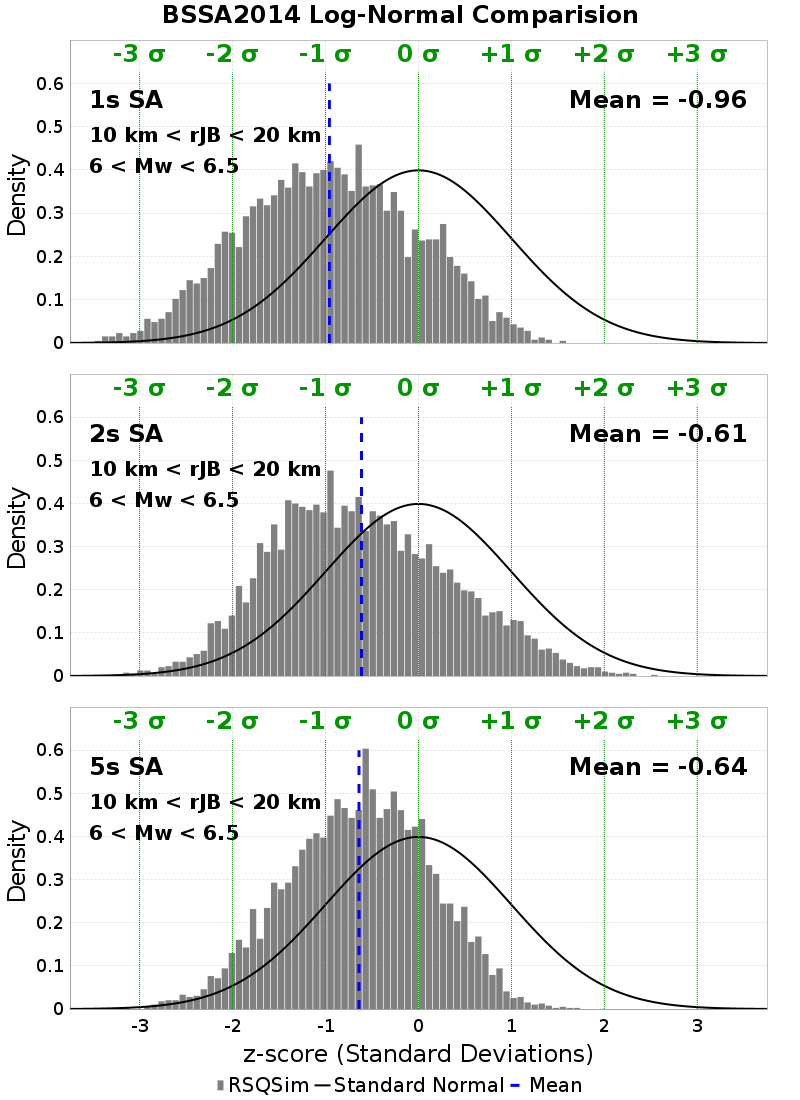 BSSA2014 Log-Normal Comparision
-3 σ -2 σ -1 σ 0 σ +1 σ +2 σ +3 σ
1s SA Mean = -0.96
10 km < rJB < 20 km
6 < Mw < 6.5
Density
0.6
0.5
0.4
0.3
0.2
0.1
0
-3 σ -2 σ -1 σ 0 σ +1 σ +2 σ +3 σ
2s SA Mean = -0.61
10 km < rJB < 20 km
6 < Mw < 6.5
Density
0.6
0.5
0.4
0.3
0.2
0.1
0
-3 σ -2 σ -1 σ 0 σ +1 σ +2 σ +3 σ
5s SA Mean = -0.64
10 km < rJB < 20 km
6 < Mw < 6.5
Density
0.6
0.5
0.4
0.3
0.2
0.1
0
-3 -2 -1 0 1 2 3
z-score (Standard Deviations)
RSQSim Standard Normal Mean